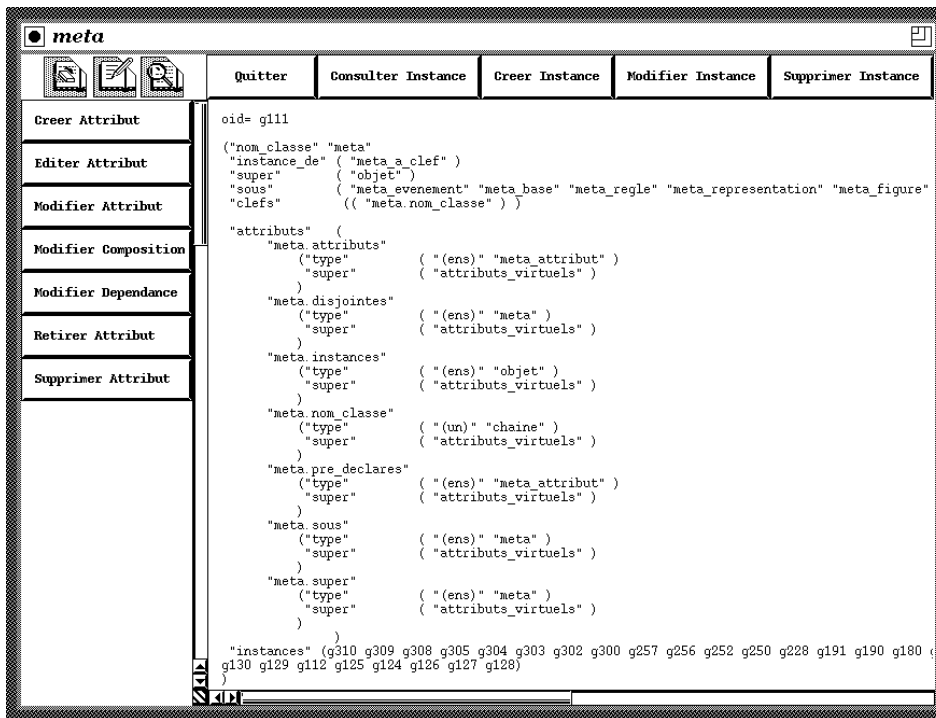 meta
Quitter Consulter Instance Creer Instance Modifier Instance Supprimer Instance
Creer Attribut
Editer Attribut
Modifier Attribut
Modifier Composition
Modifier Dependance
Retirer Attribut
Supprimer Attribut
oid= g111
("nom_classe" "meta"
"instance_de" ( "meta_a_clef" )
"super" ( "objet" )
"sous" ( "meta_evenement" "meta_base" "meta_regle" "meta_representation" "meta_figure"
"clefs" (( "meta.nom_classe" ) )
"attributs" (
"meta.attributs"
("type" ( "(ens)" "meta_attribut" )
"super" ( "attributs_virtuels" )
)
"meta.disjointes"
("type" ( "(ens)" "meta" )
"super" ( "attributs_virtuels" )
)
"meta.instances"
("type" ( "(ens)" "objet" )
"super" ( "attributs_virtuels" )
)
"meta.nom_classe"
("type" ( "(un)" "chaine" )
"super" ( "attributs_virtuels" )
)
"meta.pre_declares"
("type" ( "(ens)" "meta_attribut" )
"super" ( "attributs_virtuels" )
)
"meta.sous"
("type" ( "(ens)" "meta" )
"super" ( "attributs_virtuels" )
)
"meta.super"
("type" ( "(ens)" "meta" )
"super" ( "attributs_virtuels" )
)
)
"instances" (g310 g309 g308 g305 g304 g303 g302 g300 g257 g256 g252 g250 g228 g191 g190 g180
g130 g129 g112 g125 g124 g126 g127 g128)
)